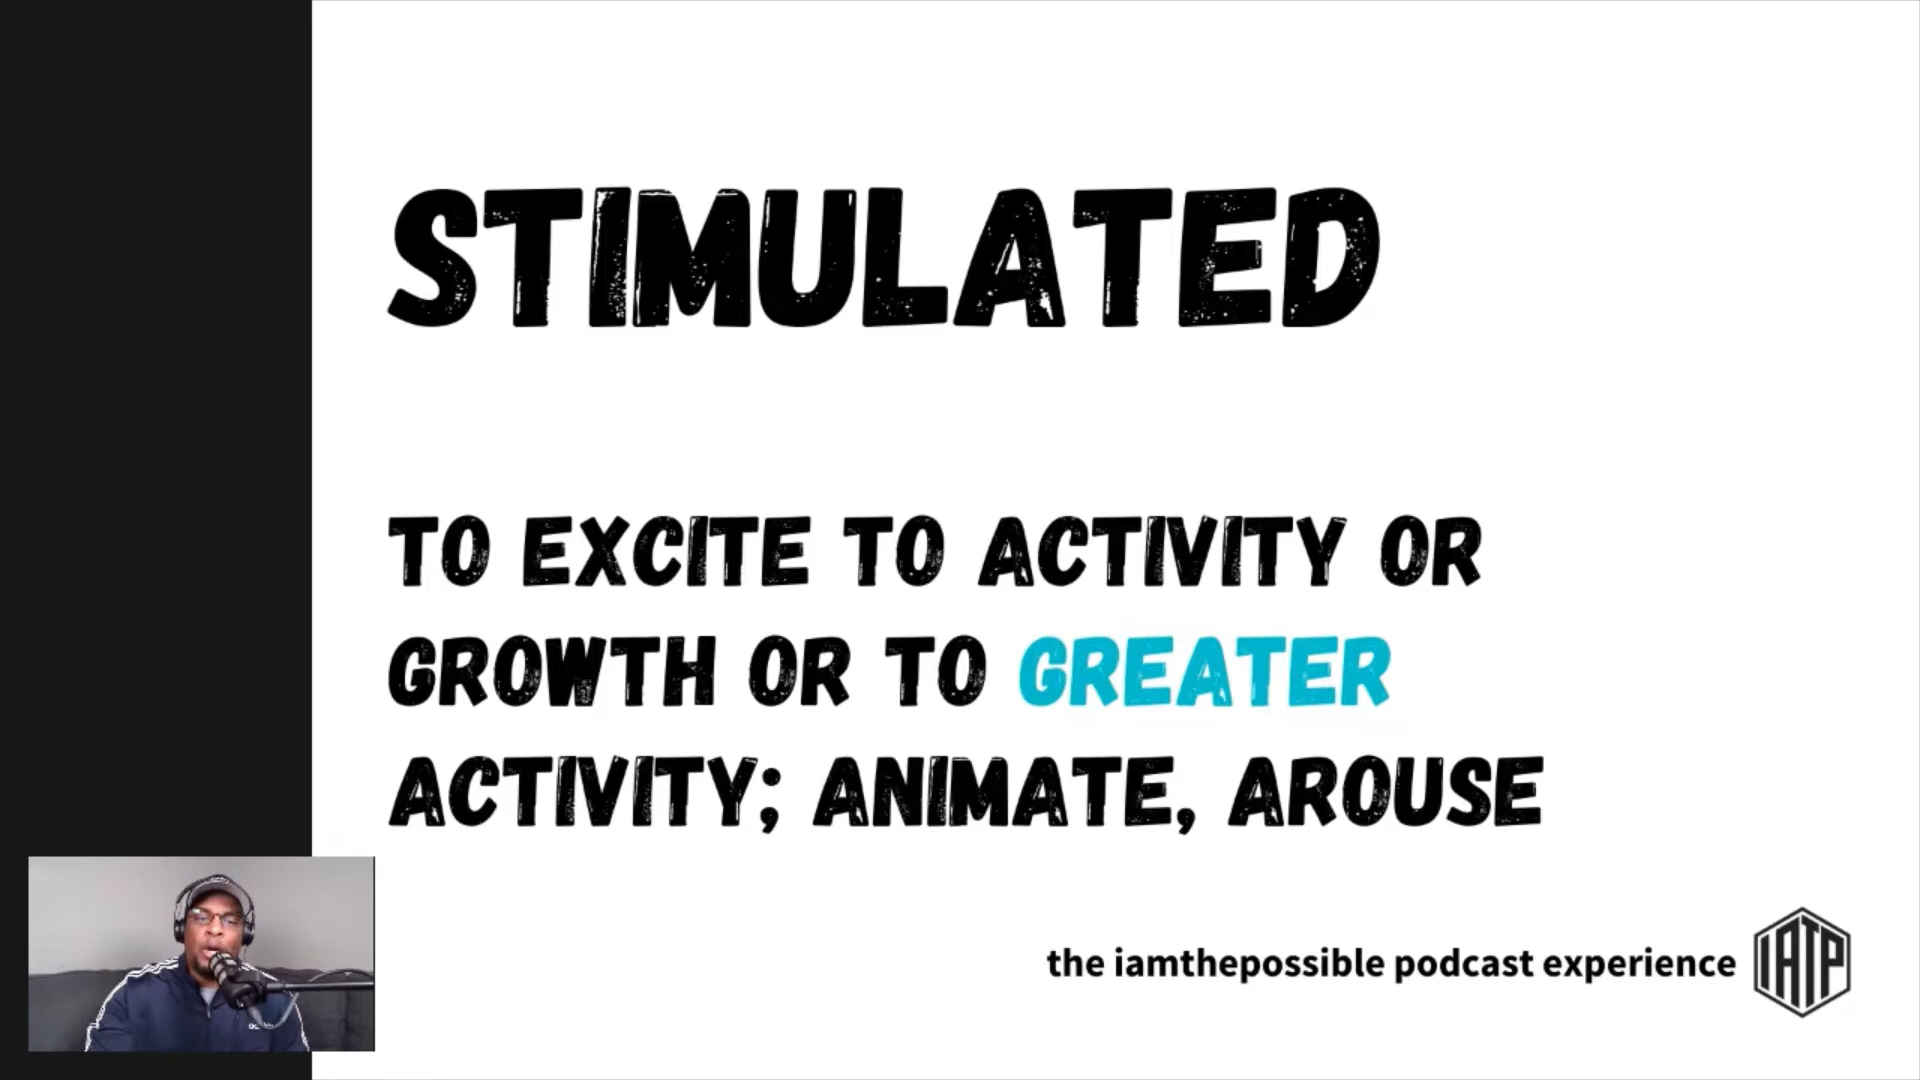 STIMULATED
TO EXCITE TO ACTIVITY OR
GROWTH OR TO GREATER
ACTIVITY; ANIMATE, AROUSE
the iamthepossible podcast experience
IATP